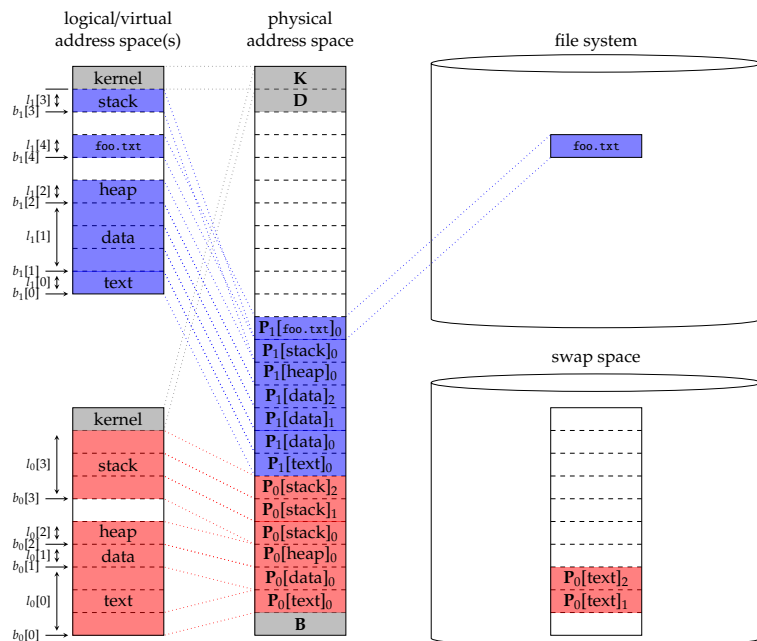 logical/virtual
address space(s)
physical
address space
file system
kernel
stack
foo.txt
heap
data
text
l₁[3]
b₁[3]
l₁[4]
b₁[4]
l₁[2]
b₁[2]
l₁[1]
b₁[1]
l₁[0]
b₁[0]
K
D
P₁[foo.txt]₀
P₁[stack]₀
P₁[heap]₀
P₁[data]₂
P₁[data]₁
P₁[data]₀
P₁[text]₀
P₀[stack]₂
P₀[stack]₁
P₀[stack]₀
P₀[heap]₀
P₀[data]₀
P₀[text]₀
B
foo.txt
swap space
P₀[text]₂
P₀[text]₁
kernel
stack
heap
data
text
l₀[3]
b₀[3]
l₀[2]
b₀[2]
l₀[1]
b₀[1]
l₀[0]
b₀[0]